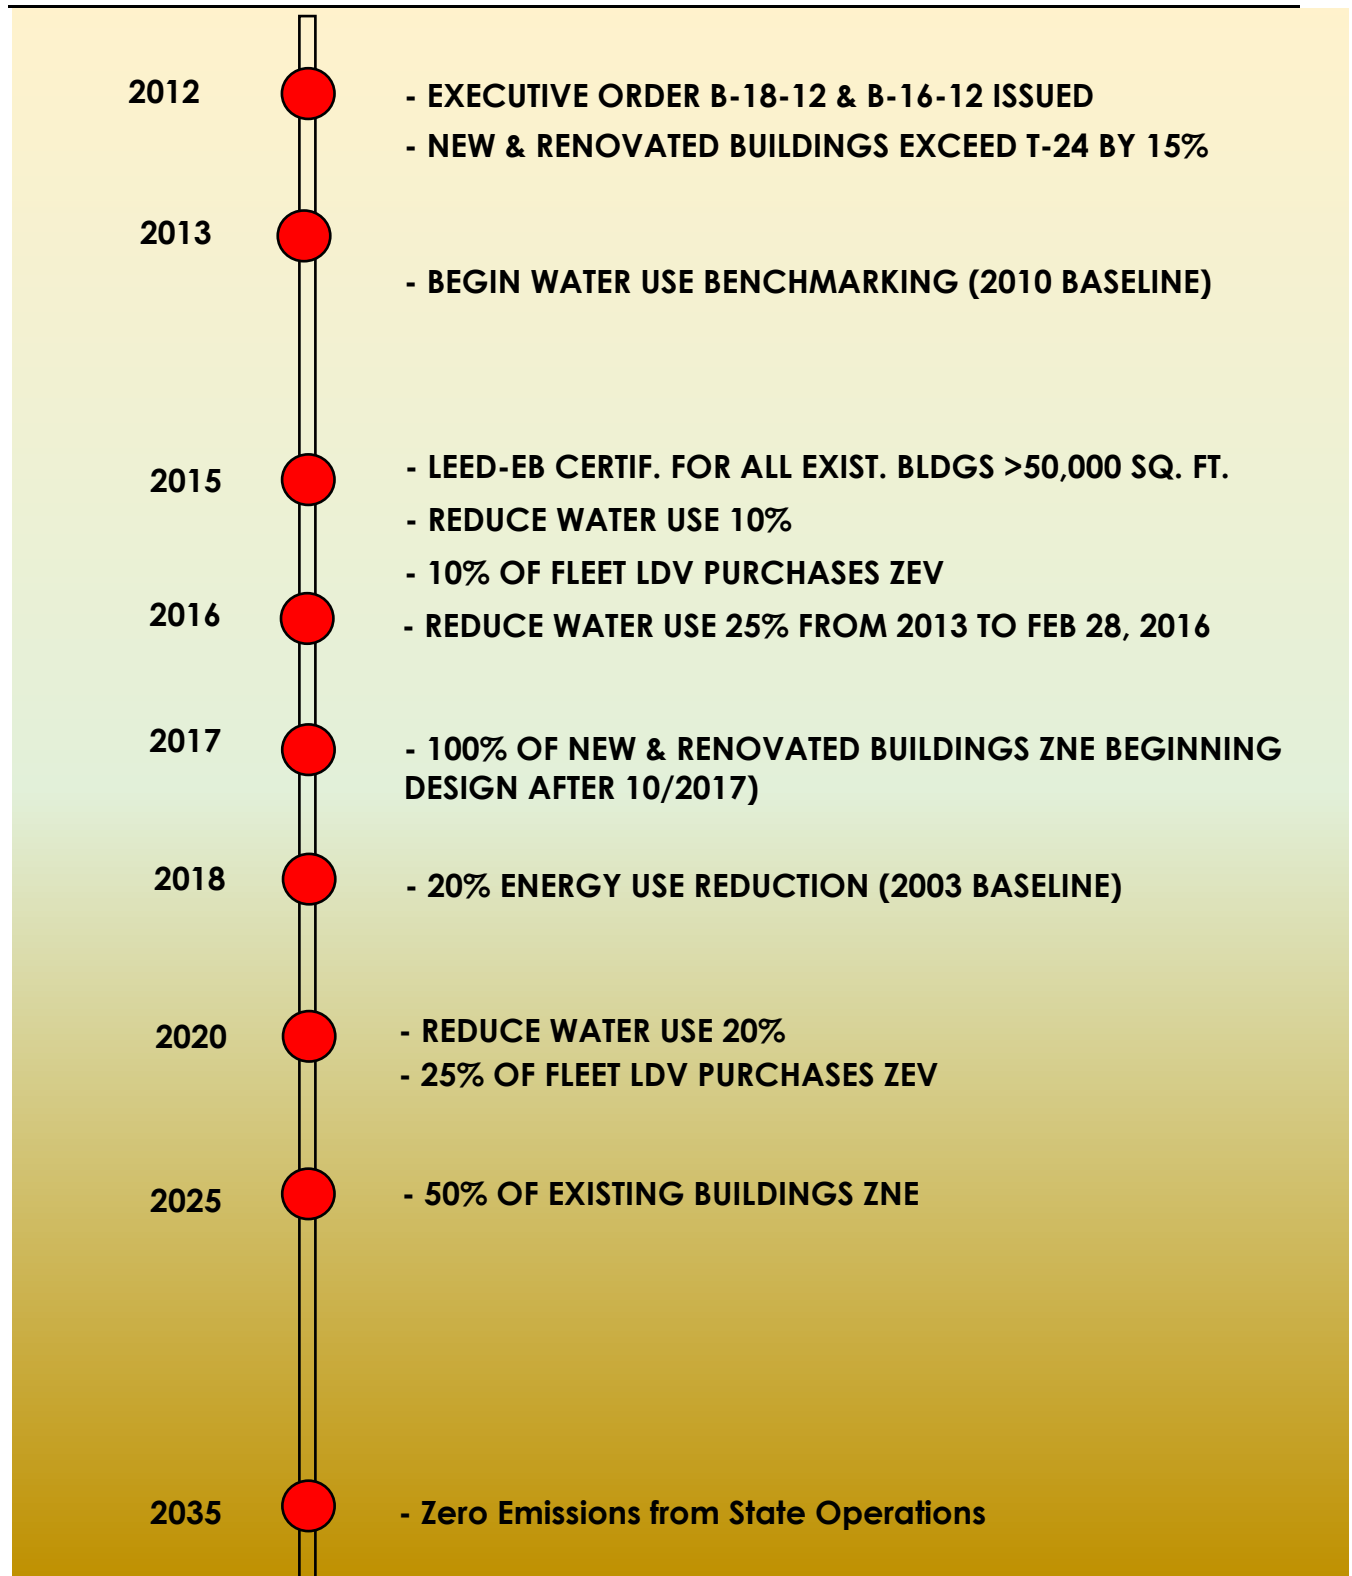 2012
- EXECUTIVE ORDER B-18-12 & B-16-12 ISSUED
- NEW & RENOVATED BUILDINGS EXCEED T-24 BY 15%
2013
- BEGIN WATER USE BENCHMARKING (2010 BASELINE)
2015
- LEED-EB CERTIF. FOR ALL EXIST. BLDGS >50,000 SQ. FT.
- REDUCE WATER USE 10%
- 10% OF FLEET LDV PURCHASES ZEV
2016
- REDUCE WATER USE 25% FROM 2013 TO FEB 28, 2016
2017
- 100% OF NEW & RENOVATED BUILDINGS ZNE BEGINNING
DESIGN AFTER 10/2017)
2018
- 20% ENERGY USE REDUCTION (2003 BASELINE)
2020
- REDUCE WATER USE 20%
- 25% OF FLEET LDV PURCHASES ZEV
2025
- 50% OF EXISTING BUILDINGS ZNE
2035
- Zero Emissions from State Operations